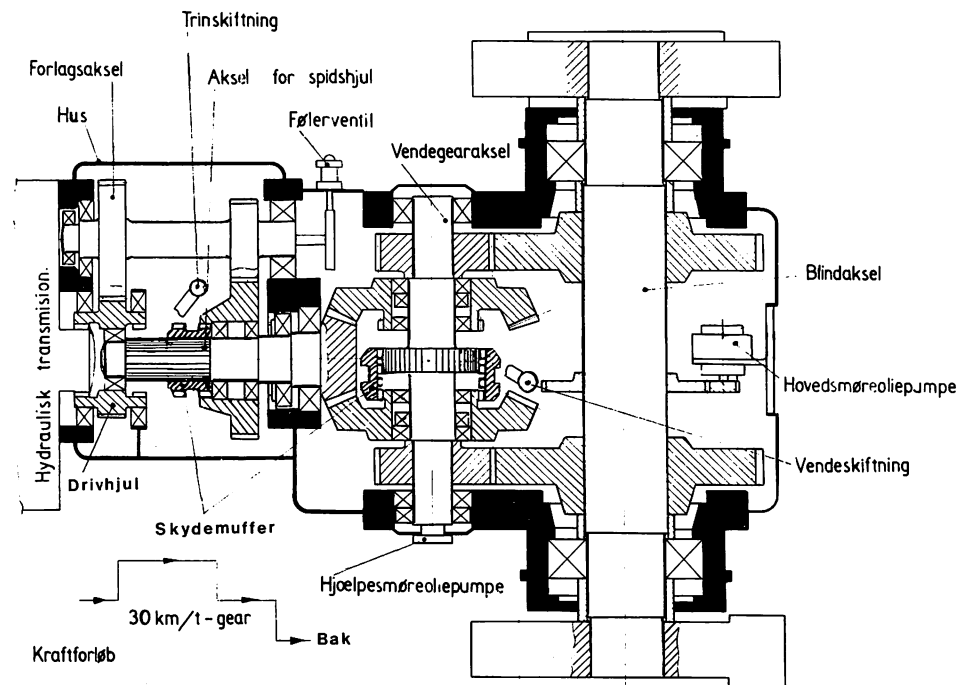 Trinskiftning
Forlagsaksel
Aksel for spidshjul
Hus
Følerventil
Vendegearaksel
Blindaksel
Hydraulisk transmision.
Hovedsmøreoliepumpe
Vendeskiftning
Drivhjul
Skydemuffer
Hjælpesmøreoliepumpe
30 km/t-gear
Bak
Kraftforløb